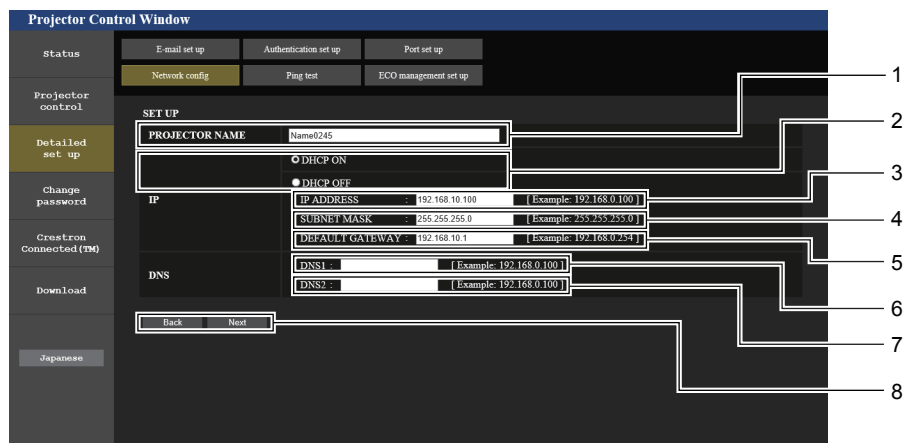 Projector Control Window
Status
E-mail set up
Authentication set up
Port set up
Network config
Ping test
ECO management set up
Projector
control
Detailed
set up
Change
password
Crestron
Connected(TM)
Download
Japanese
SET UP
PROJECTOR NAME Name0245
DHCP ON
DHCP OFF
IP
IP ADDRESS : 192.168.10.100 [ Example: 192.168.0.100 ]
SUBNET MASK : 255.255.255.0 [ Example: 255.255.255.0 ]
DEFAULT GATEWAY : 192.168.10.1 [ Example: 192.168.0.254 ]
DNS
DNS1 : [ Example: 192.168.0.100 ]
DNS2 : [ Example: 192.168.0.100 ]
Back Next
1
2
3
4
5
6
7
8